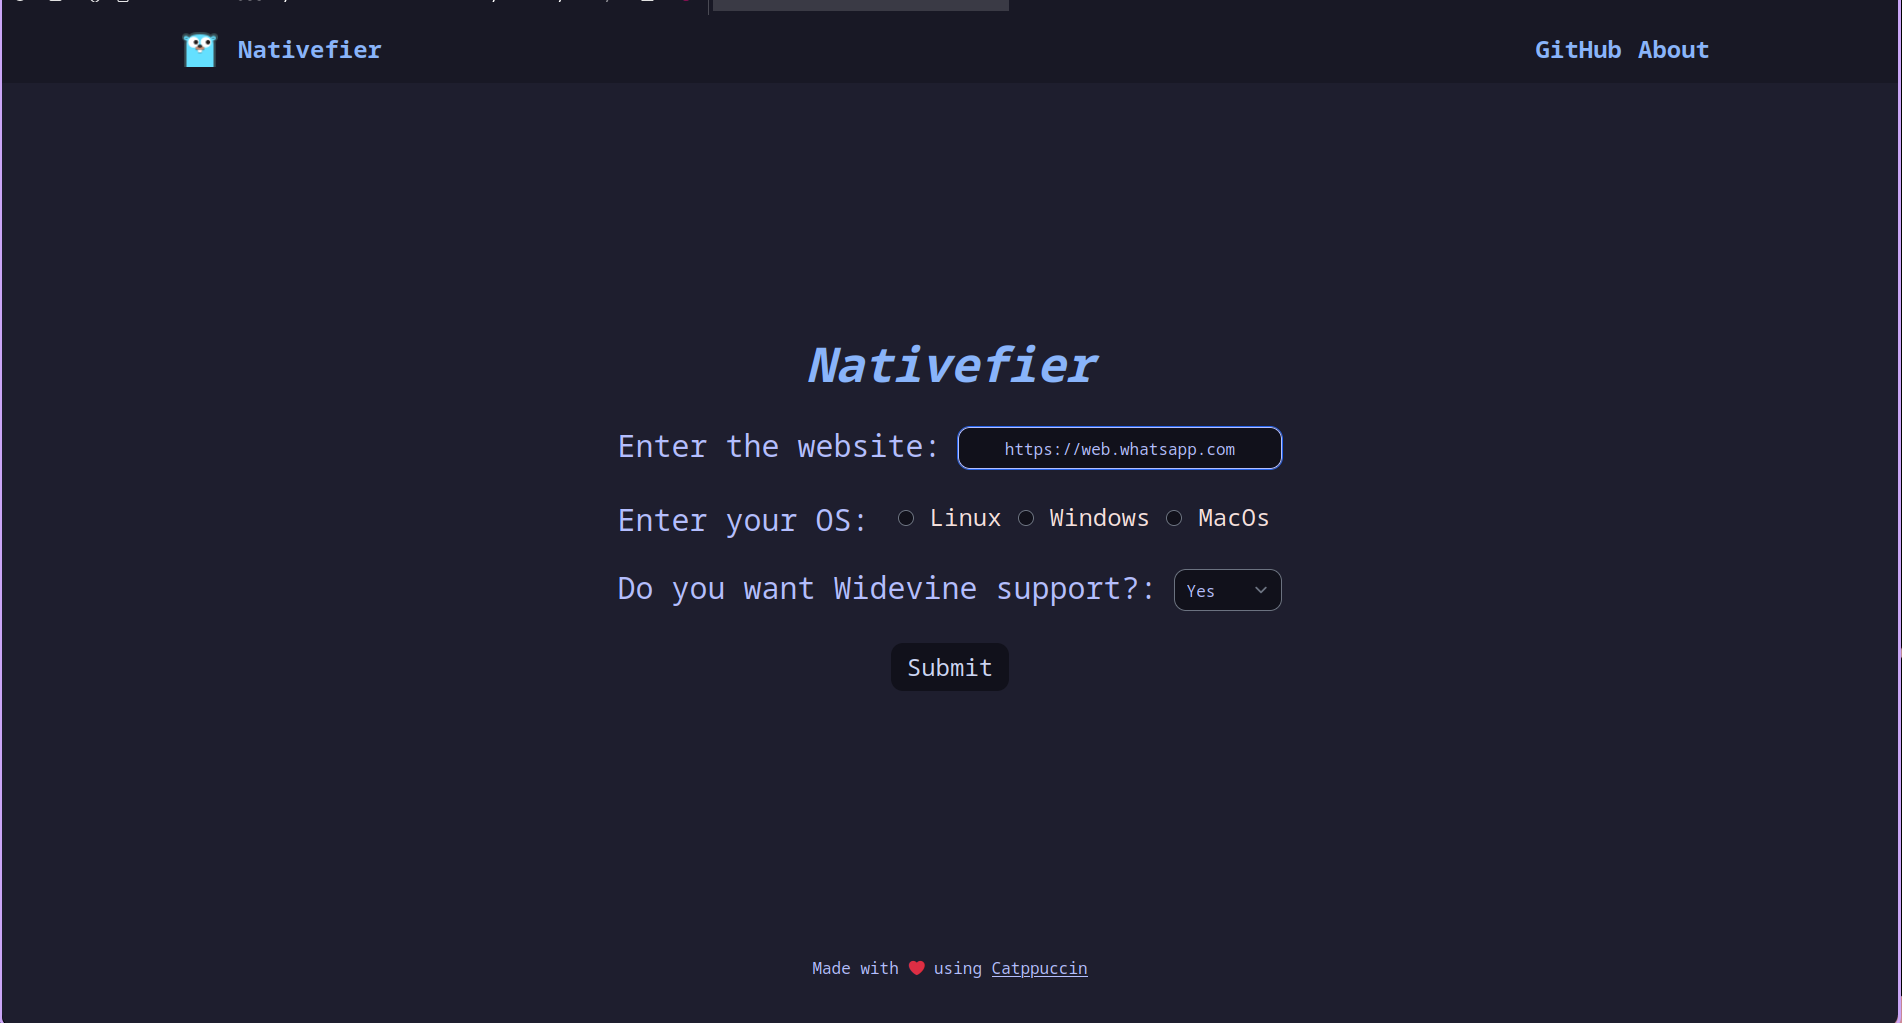 Nativefier
GitHub About
Nativefier
Enter the website: https://web.whatsapp.com
Enter your OS: Linux Windows MacOs
Do you want Widevine support?: Yes
Submit
Made with ❤ using Catppuccin